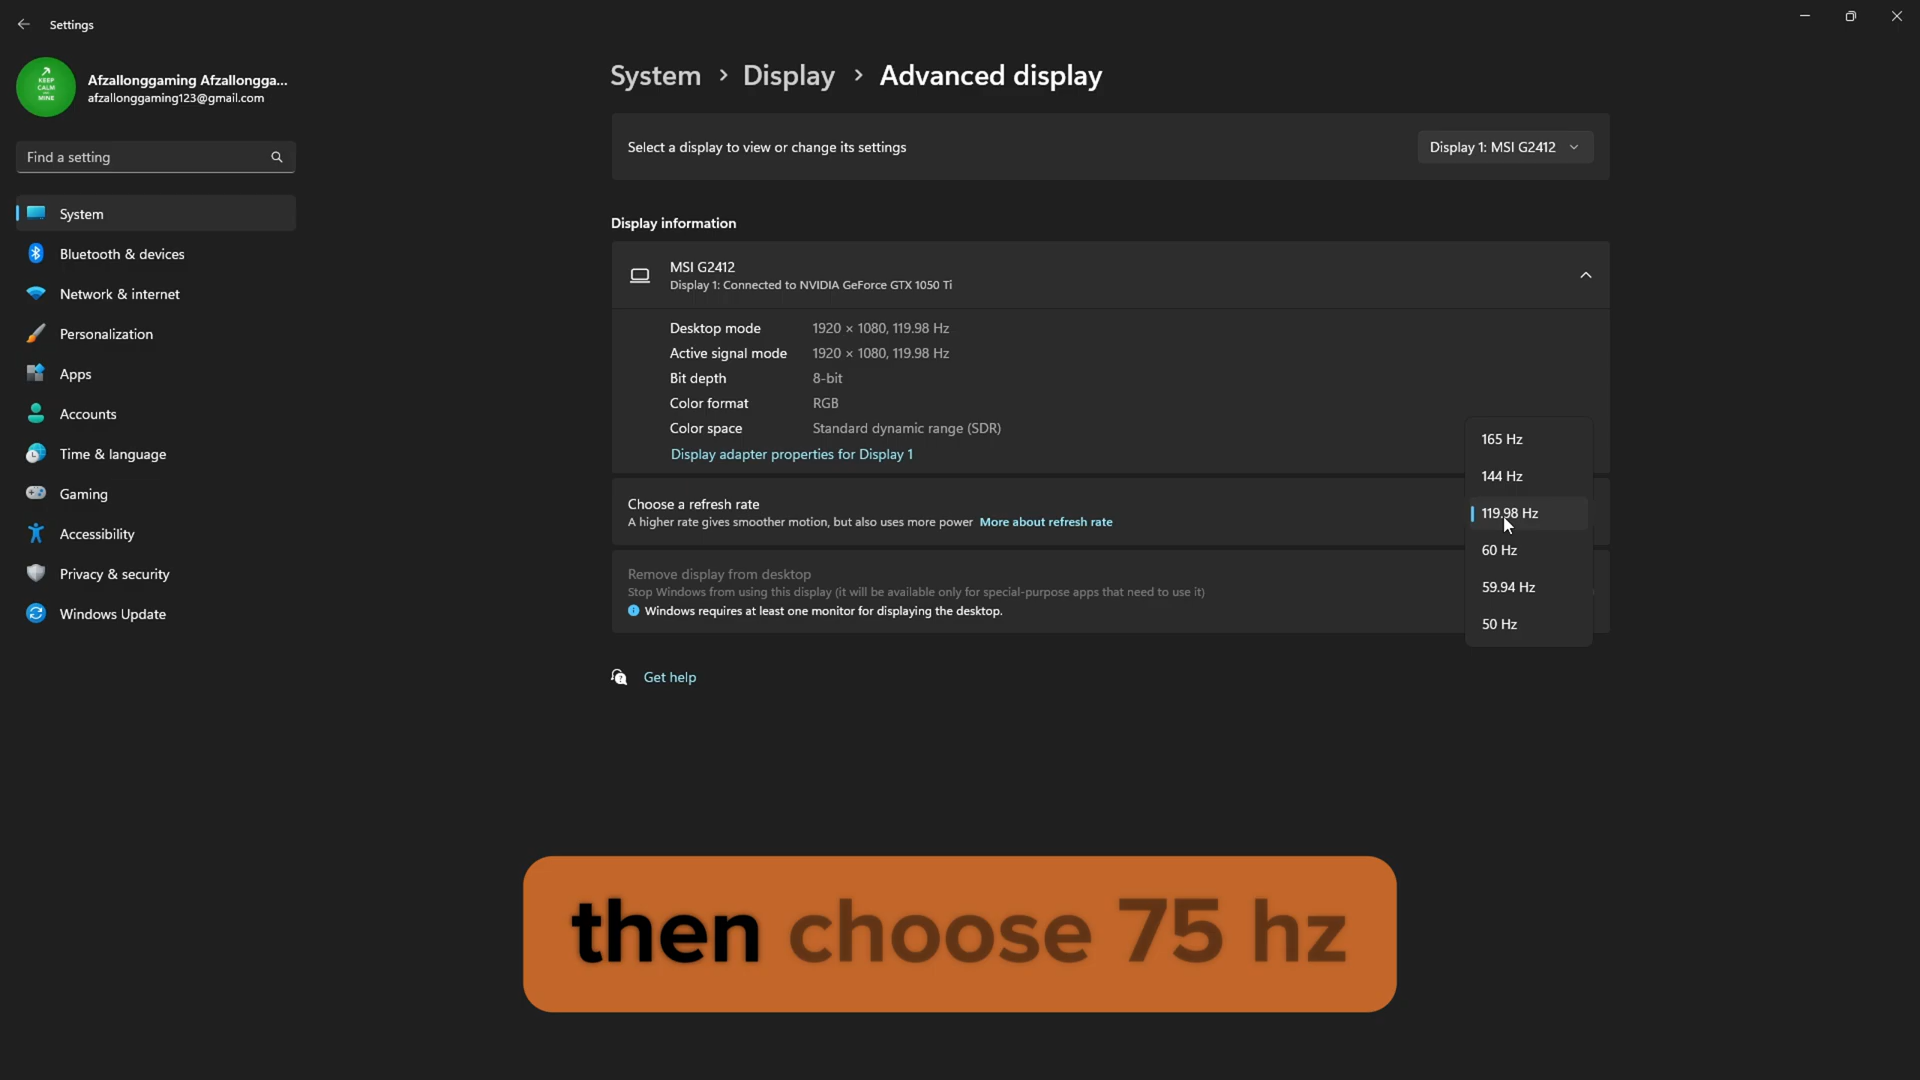 Settings
KEEP
CALM
MINE
Afzallonggaming Afzallongga...
afzallonggaming123@gmail.com
Find a setting
System
Bluetooth & devices
Network & internet
Personalization
Apps
Accounts
Time & language
Gaming
Accessibility
Privacy & security
Windows Update
System > Display > Advanced display
Select a display to view or change its settings
Display 1: MSI G2412
Display information
MSI G2412
Display 1: Connected to NVIDIA GeForce GTX 1050 Ti
Desktop mode 1920 × 1080, 119.98 Hz
Active signal mode 1920 × 1080, 119.98 Hz
Bit depth 8-bit
Color format RGB
Color space Standard dynamic range (SDR)
Display adapter properties for Display 1
Choose a refresh rate
A higher rate gives smoother motion, but also uses more power More about refresh rate
165 Hz
144 Hz
119.98 Hz
60 Hz
59.94 Hz
50 Hz
Remove display from desktop
Stop Windows from using this display (it will be available only for special-purpose apps that need to use it)
Windows requires at least one monitor for displaying the desktop.
Get help
then choose 75 hz